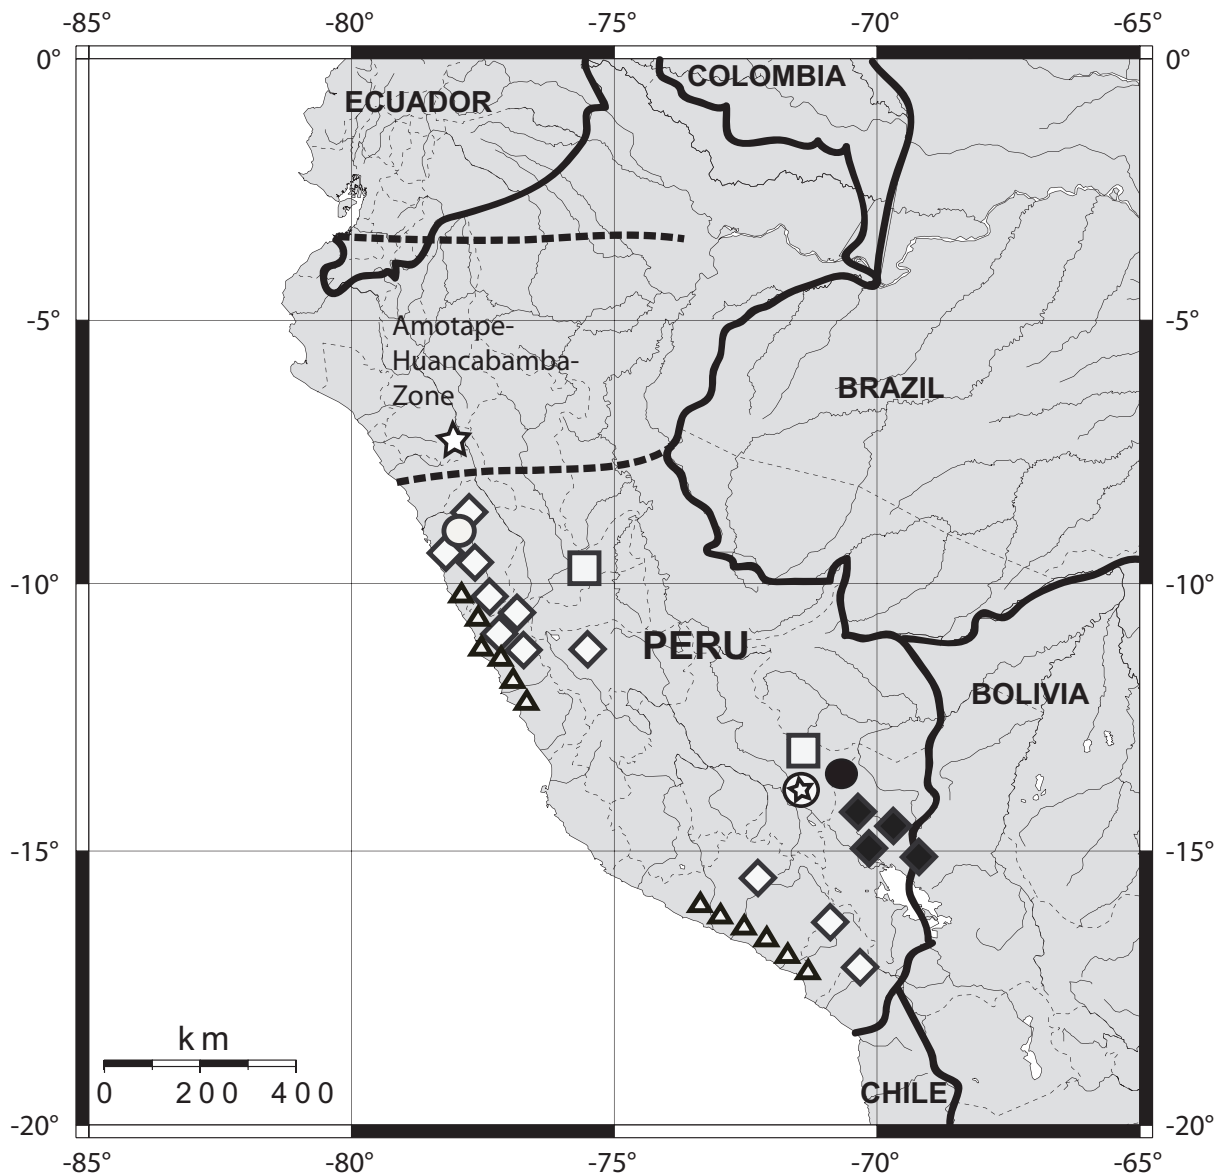 -85° -80° -75° -70° -65°
0° 0°
COLOMBIA
ECUADOR
-5° -5°
Amotape-
Huancabamba-
Zone
BRAZIL
-10° -10°
PERU
BOLIVIA
-15° -15°
km
0 200 400
CHILE
-20° -20°
-85° -80° -75° -70° -65°